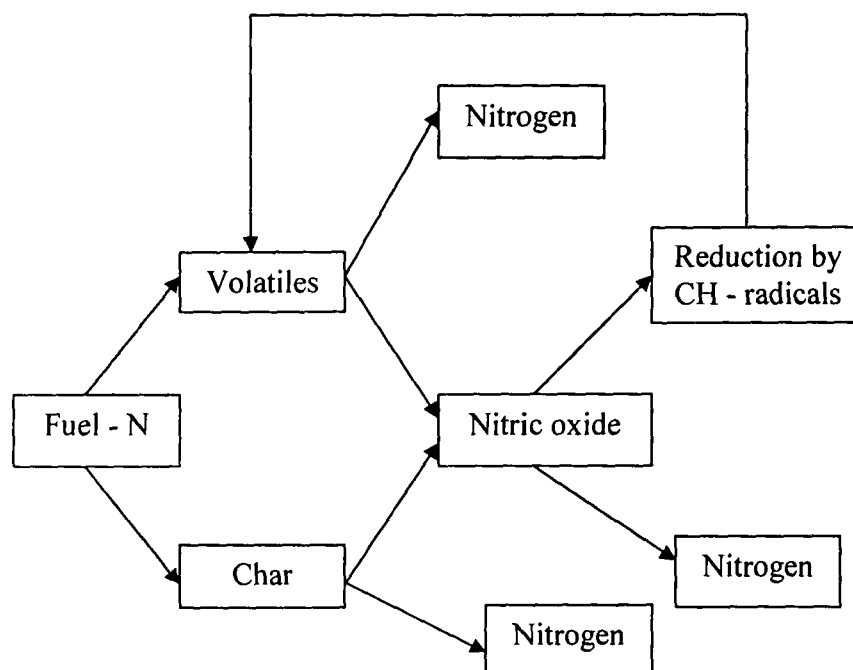 Nitrogen
Volatiles
Reduction by
CH - radicals
Fuel - N
Nitric oxide
Char
Nitrogen
Nitrogen